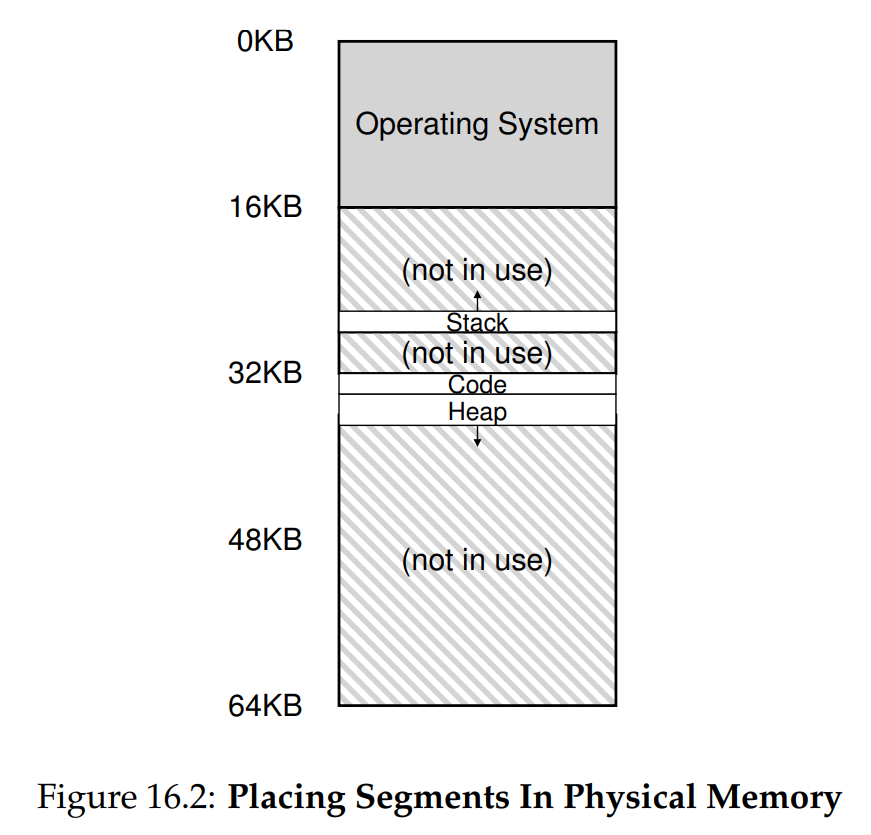 0KB
Operating System
16KB
(not in use)
Stack
(not in use)
32KB
Code
Heap
48KB
(not in use)
64KB
Figure 16.2: Placing Segments In Physical Memory